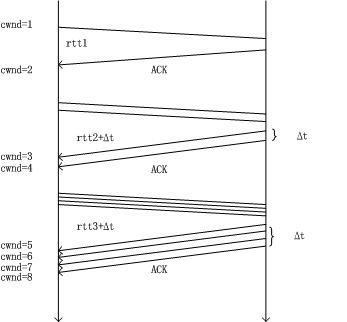 cwnd=1
rtt1
cwnd=2
ACK
rtt2+Δt
Δt
cwnd=3
cwnd=4
ACK
rtt3+Δt
Δt
cwnd=5
cwnd=6
cwnd=7
ACK
cwnd=8